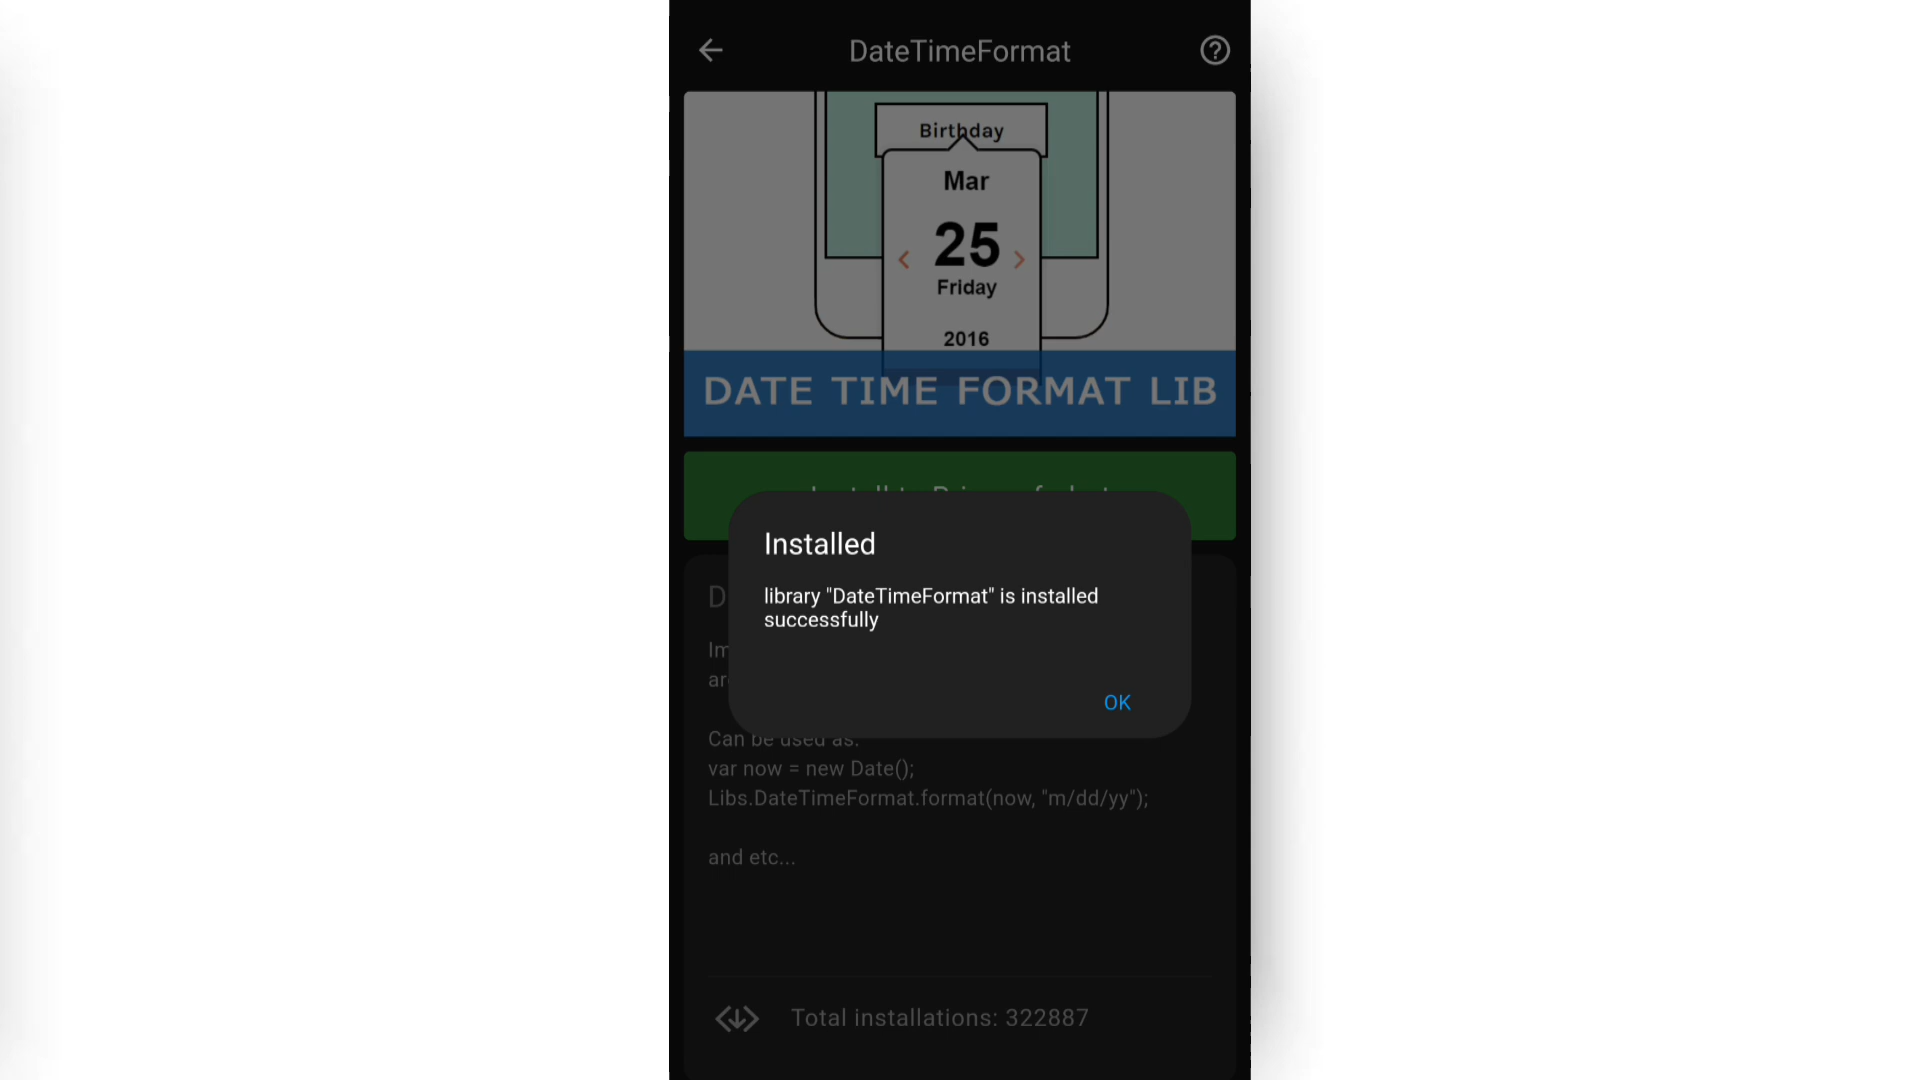 DateTimeFormat
Birthday
Mar
25
Friday
2016
DATE TIME FORMAT LIB
Installed
library "DateTimeFormat" is installed
successfully
OK
Can be used as:
var now = new Date();
Libs.DateTimeFormat.format(now, "m/dd/yy");
and etc...
Total installations: 322887